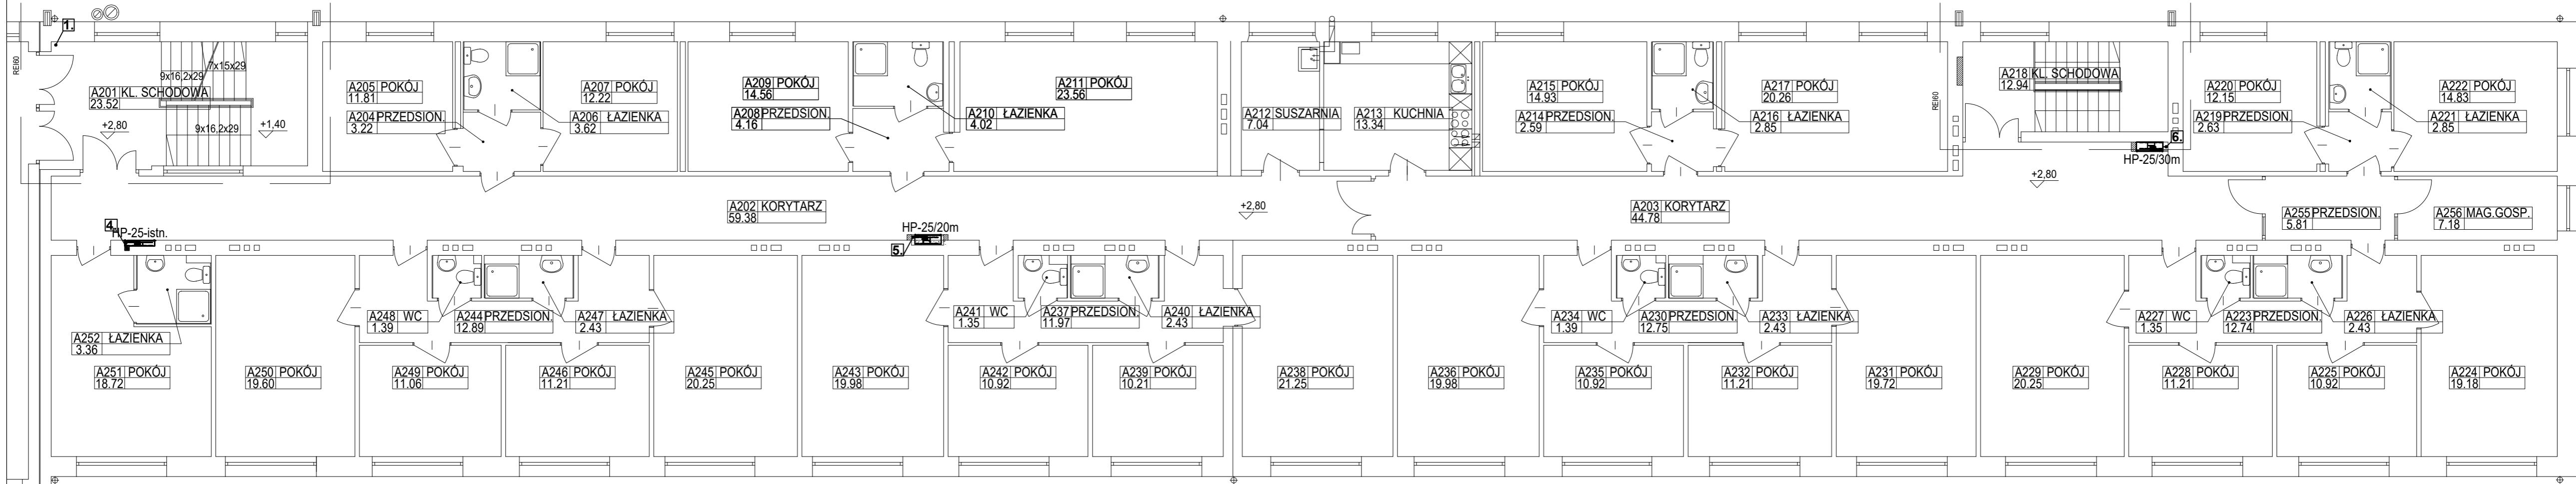 1.
REI60
7x15x29
9x16,2x29
A201 KL. SCHODOWA
23.52
9x16,2x29
+2,80
+1,40
A205 POKÓJ
11.81
A204 PRZEDSION.
3.22
A207 POKÓJ
12.22
A206 ŁAZIENKA
3.62
A209 POKÓJ
14.56
A208 PRZEDSION.
4.16
A211 POKÓJ
23.56
A210 ŁAZIENKA
4.02
A212 SUSZARNIA
7.04
A213 KUCHNIA
13.34
A215 POKÓJ
14.93
A214 PRZEDSION.
2.59
A217 POKÓJ
20.26
A216 ŁAZIENKA
2.85
REI60
A218 KL. SCHODOWA
12.94
6.
HP-25/30m
A220 POKÓJ
12.15
A219 PRZEDSION.
2.63
A222 POKÓJ
14.83
A221 ŁAZIENKA
2.85
+2,80
A202 KORYTARZ
59.38
+2,80
A203 KORYTARZ
44.78
A255 PRZEDSION.
5.81
A256 MAG.GOSP.
7.18
4.
HP-25-istn.
HP-25/20m
5.
A252 ŁAZIENKA
3.36
A248 WC
1.39
A244 PRZEDSION.
12.89
A247 ŁAZIENKA
2.43
A241 WC
1.35
A237 PRZEDSION.
11.97
A240 ŁAZIENKA
2.43
A234 WC
1.39
A230 PRZEDSION.
12.75
A233 ŁAZIENKA
2.43
A227 WC
1.35
A223 PRZEDSION.
12.74
A226 ŁAZIENKA
2.43
A251 POKÓJ
18.72
A250 POKÓJ
19.60
A249 POKÓJ
11.06
A246 POKÓJ
11.21
A245 POKÓJ
20.25
A243 POKÓJ
19.98
A242 POKÓJ
10.92
A239 POKÓJ
10.21
A238 POKÓJ
21.25
A236 POKÓJ
19.98
A235 POKÓJ
10.92
A232 POKÓJ
11.21
A231 POKÓJ
19.72
A229 POKÓJ
20.25
A228 POKÓJ
11.21
A225 POKÓJ
10.92
A224 POKÓJ
19.18